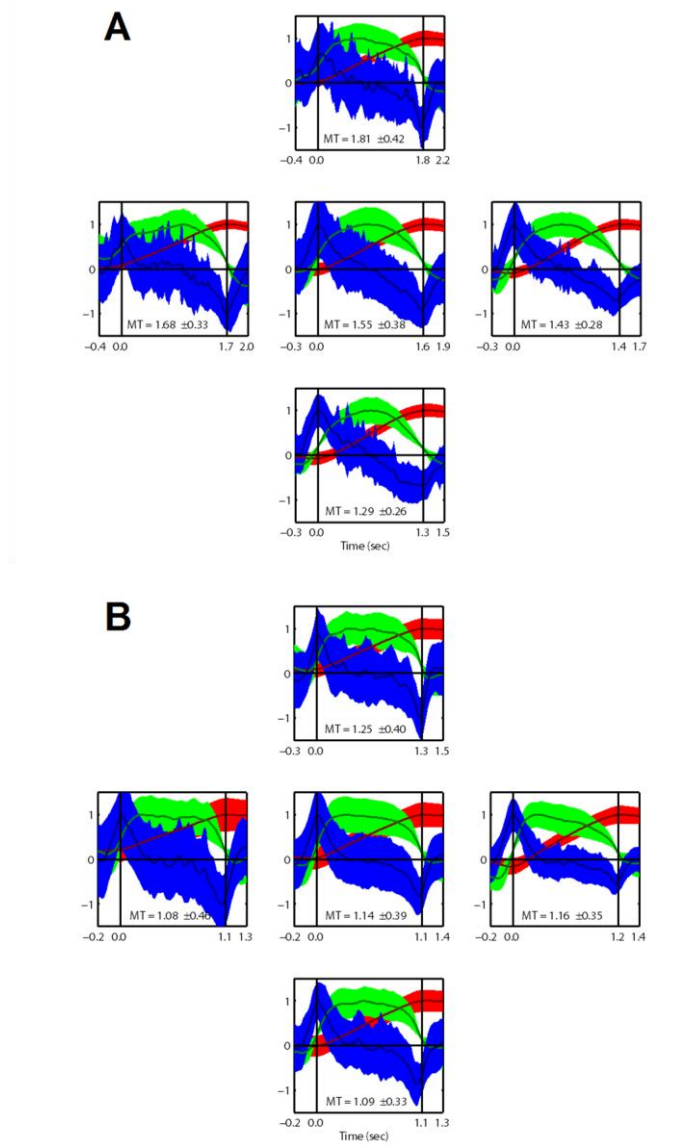 A
1
0
−1
MT = 1.81 ±0.42
−0.4 0.0 1.8 2.2
1
0
−1
MT = 1.68 ±0.33
−0.4 0.0 1.7 2.0
1
0
−1
MT = 1.55 ±0.38
−0.3 0.0 1.6 1.9
1
0
−1
MT = 1.43 ±0.28
−0.3 0.0 1.4 1.7
1
0
−1
MT = 1.29 ±0.26
−0.3 0.0 1.3 1.5
Time (sec)
B
1
0
−1
MT = 1.25 ±0.40
−0.3 0.0 1.3 1.5
1
0
−1
MT = 1.08 ±0.46
−0.2 0.0 1.1 1.3
1
0
−1
MT = 1.14 ±0.39
−0.2 0.0 1.1 1.4
1
0
−1
MT = 1.16 ±0.35
−0.2 0.0 1.2 1.4
1
0
−1
MT = 1.09 ±0.33
−0.2 0.0 1.1 1.3
Time (sec)